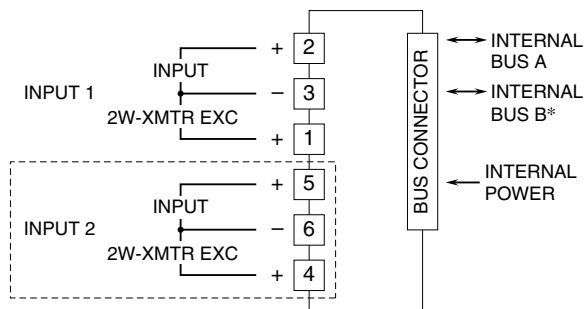 + 2
INPUT
INPUT 1
− 3
2W-XMTR EXC
+ 1
+ 5
INPUT
INPUT 2
− 6
2W-XMTR EXC
+ 4
BUS CONNECTOR
INTERNAL
BUS A
INTERNAL
BUS B*
INTERNAL
POWER